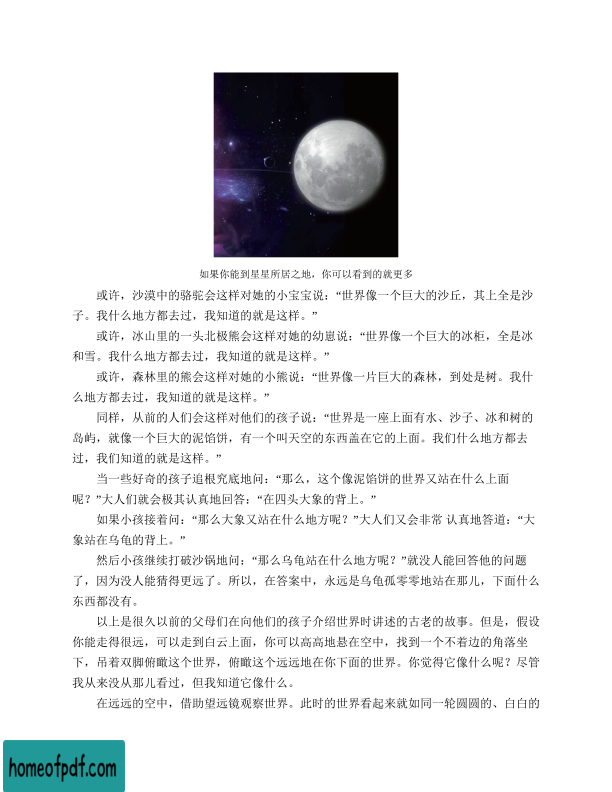 如果你能到星星所居之地，你可以看到的就更多
或许，沙漠中的骆驼会这样对她的小宝宝说：“世界像一个巨大的沙丘，其上全是沙
子。我什么地方都去过，我知道的就是这样。”
或许，冰山里的一头北极熊会这样对她的幼崽说：“世界像一个巨大的冰柜，全是冰
和雪。我什么地方都去过，我知道的就是这样。”
或许，森林里的熊会这样对她的小熊说：“世界像一片巨大的森林，到处是树。我什
么地方都去过，我知道的就是这样。”
同样，从前的人们会这样对他们的孩子说：“世界是一座上面有水、沙子、冰和树的
岛屿，就像一个巨大的泥馅饼，有一个叫天空的东西盖在它的上面。我们什么地方都去
过，我们知道的就是这样。”
当一些好奇的孩子追根究底地问：“那么，这个像泥馅饼的世界又站在什么上面
呢？”大人们就会极其认真地回答：“在四头大象的背上。”
如果小孩接着问：“那么大象又站在什么地方呢？”大人们又会非常 认真地答道：“大
象站在乌龟的背上。”
然后小孩继续打破沙锅地问：“那么乌龟站在什么地方呢？”就没人能回答他的问题
了，因为没人能猜得更远了。所以，在答案中，永远是乌龟孤零零地站在那儿，下面什么
东西都没有。
以上是很久以前的父母们在向他们的孩子介绍世界时讲述的古老的故事。但是，假设
你能走得很远，可以走到白云上面，你可以高高地悬在空中，找到一个不着边的角落坐
下，吊着双脚俯瞰这个世界，俯瞰这个远远地在你下面的世界。你觉得它像什么呢？尽管
我从来没从那儿看过，但我知道它像什么。
在远远的空中，借助望远镜观察世界。此时的世界看起来就如同一轮圆圆的、白白的
homeofpdf.com